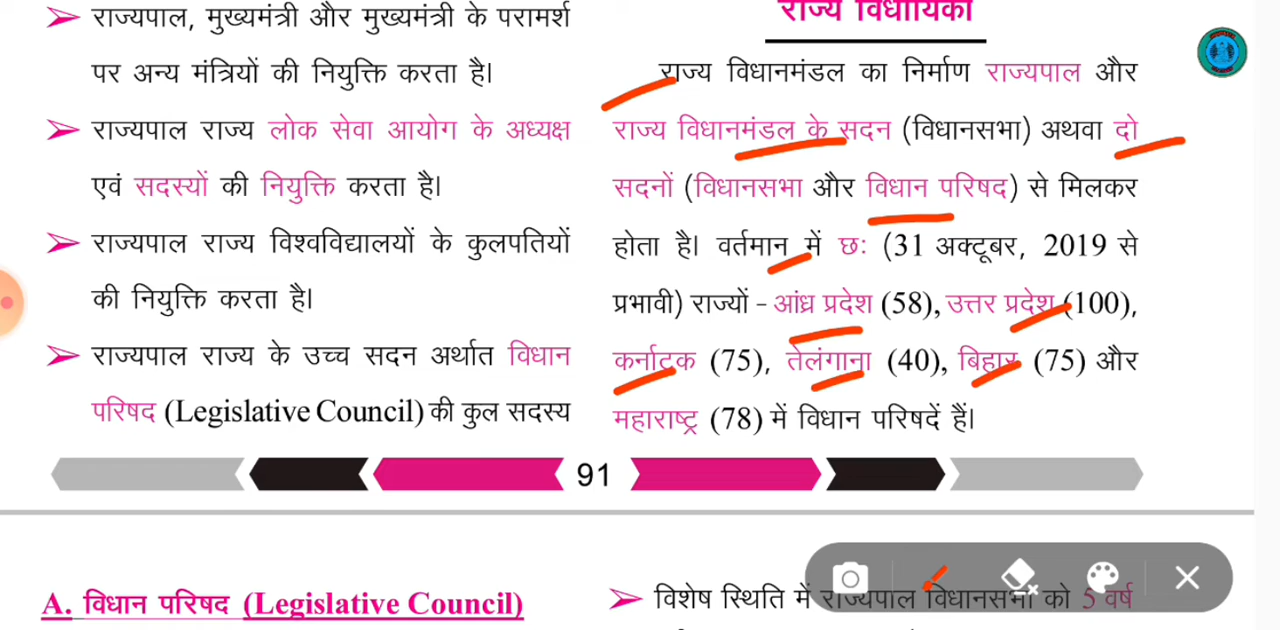 ➢ राज्यपाल, मुख्यमंत्री और मुख्यमंत्री के परामर्श
पर अन्य मंत्रियों की नियुक्ति करता है।
➢ राज्यपाल राज्य लोक सेवा आयोग के अध्यक्ष
एवं सदस्यों की नियुक्ति करता है।
➢ राज्यपाल राज्य विश्वविद्यालयों के कुलपतियों
की नियुक्ति करता है।
➢ राज्यपाल राज्य के उच्च सदन अर्थात विधान
परिषद (Legislative Council) की कुल सदस्य
राज्य विधायिका
राज्य विधानमंडल का निर्माण राज्यपाल और
राज्य विधानमंडल के सदन (विधानसभा) अथवा दो
सदनों (विधानसभा और विधान परिषद) से मिलकर
होता है। वर्तमान में छः (31 अक्टूबर, 2019 से
प्रभावी) राज्यों - आंध्र प्रदेश (58), उत्तर प्रदेश (100),
कर्नाटक (75), तेलंगाना (40), बिहार (75) और
महाराष्ट्र (78) में विधान परिषदें हैं।
91
A. विधान परिषद (Legislative Council)
➢ विशेष स्थिति में राज्यपाल विधानसभा को 5 वर्ष